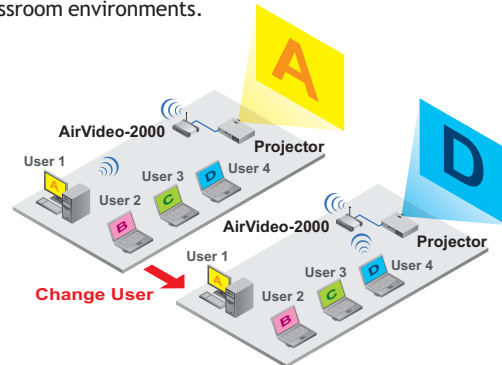 ssroom environments.
A
AirVideo-2000
Projector
User 1
A
User 2
B
User 3
C
User 4
D
Change User
D
AirVideo-2000
Projector
User 1
A
User 2
B
User 3
C
User 4
D